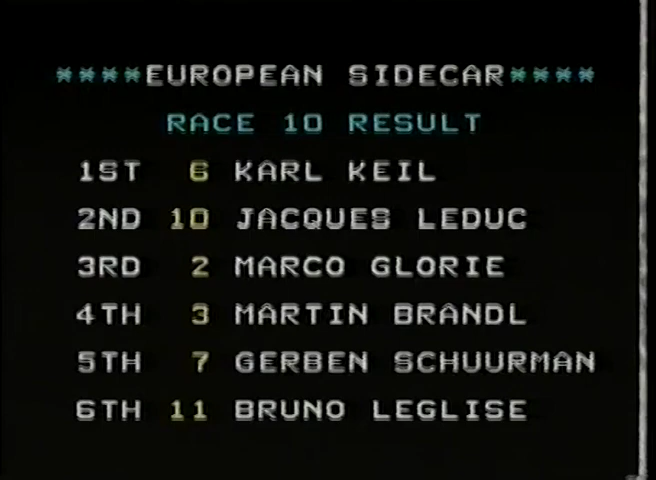 ****EUROPEAN SIDECAR****
RACE 10 RESULT
1ST 6 KARL KEIL
2ND 10 JACQUES LEDUC
3RD 2 MARCO GLORIE
4TH 3 MARTIN BRANDL
5TH 7 GERBEN SCHUURMAN
6TH 11 BRUNO LEGLISE